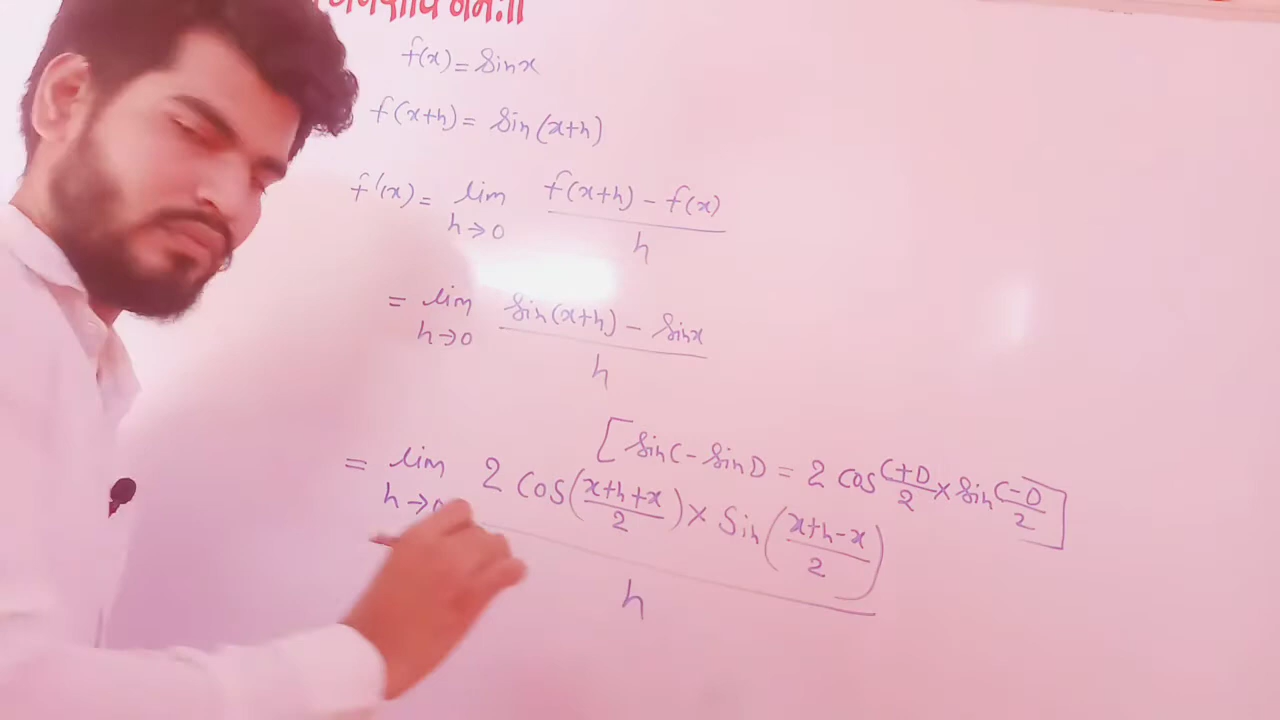 नमः॥
f(x) = Sinx
f(x+h) = Sin(x+h)
f'(x) = lim h→0 f(x+h) - f(x) / h
= lim h→0 Sin(x+h) - Sinx / h
[SinC - SinD = 2 cos C+D/2 × Sin C-D/2]
= lim h→0 2 Cos(x+h+x/2) × Sin(x+h-x/2) / h